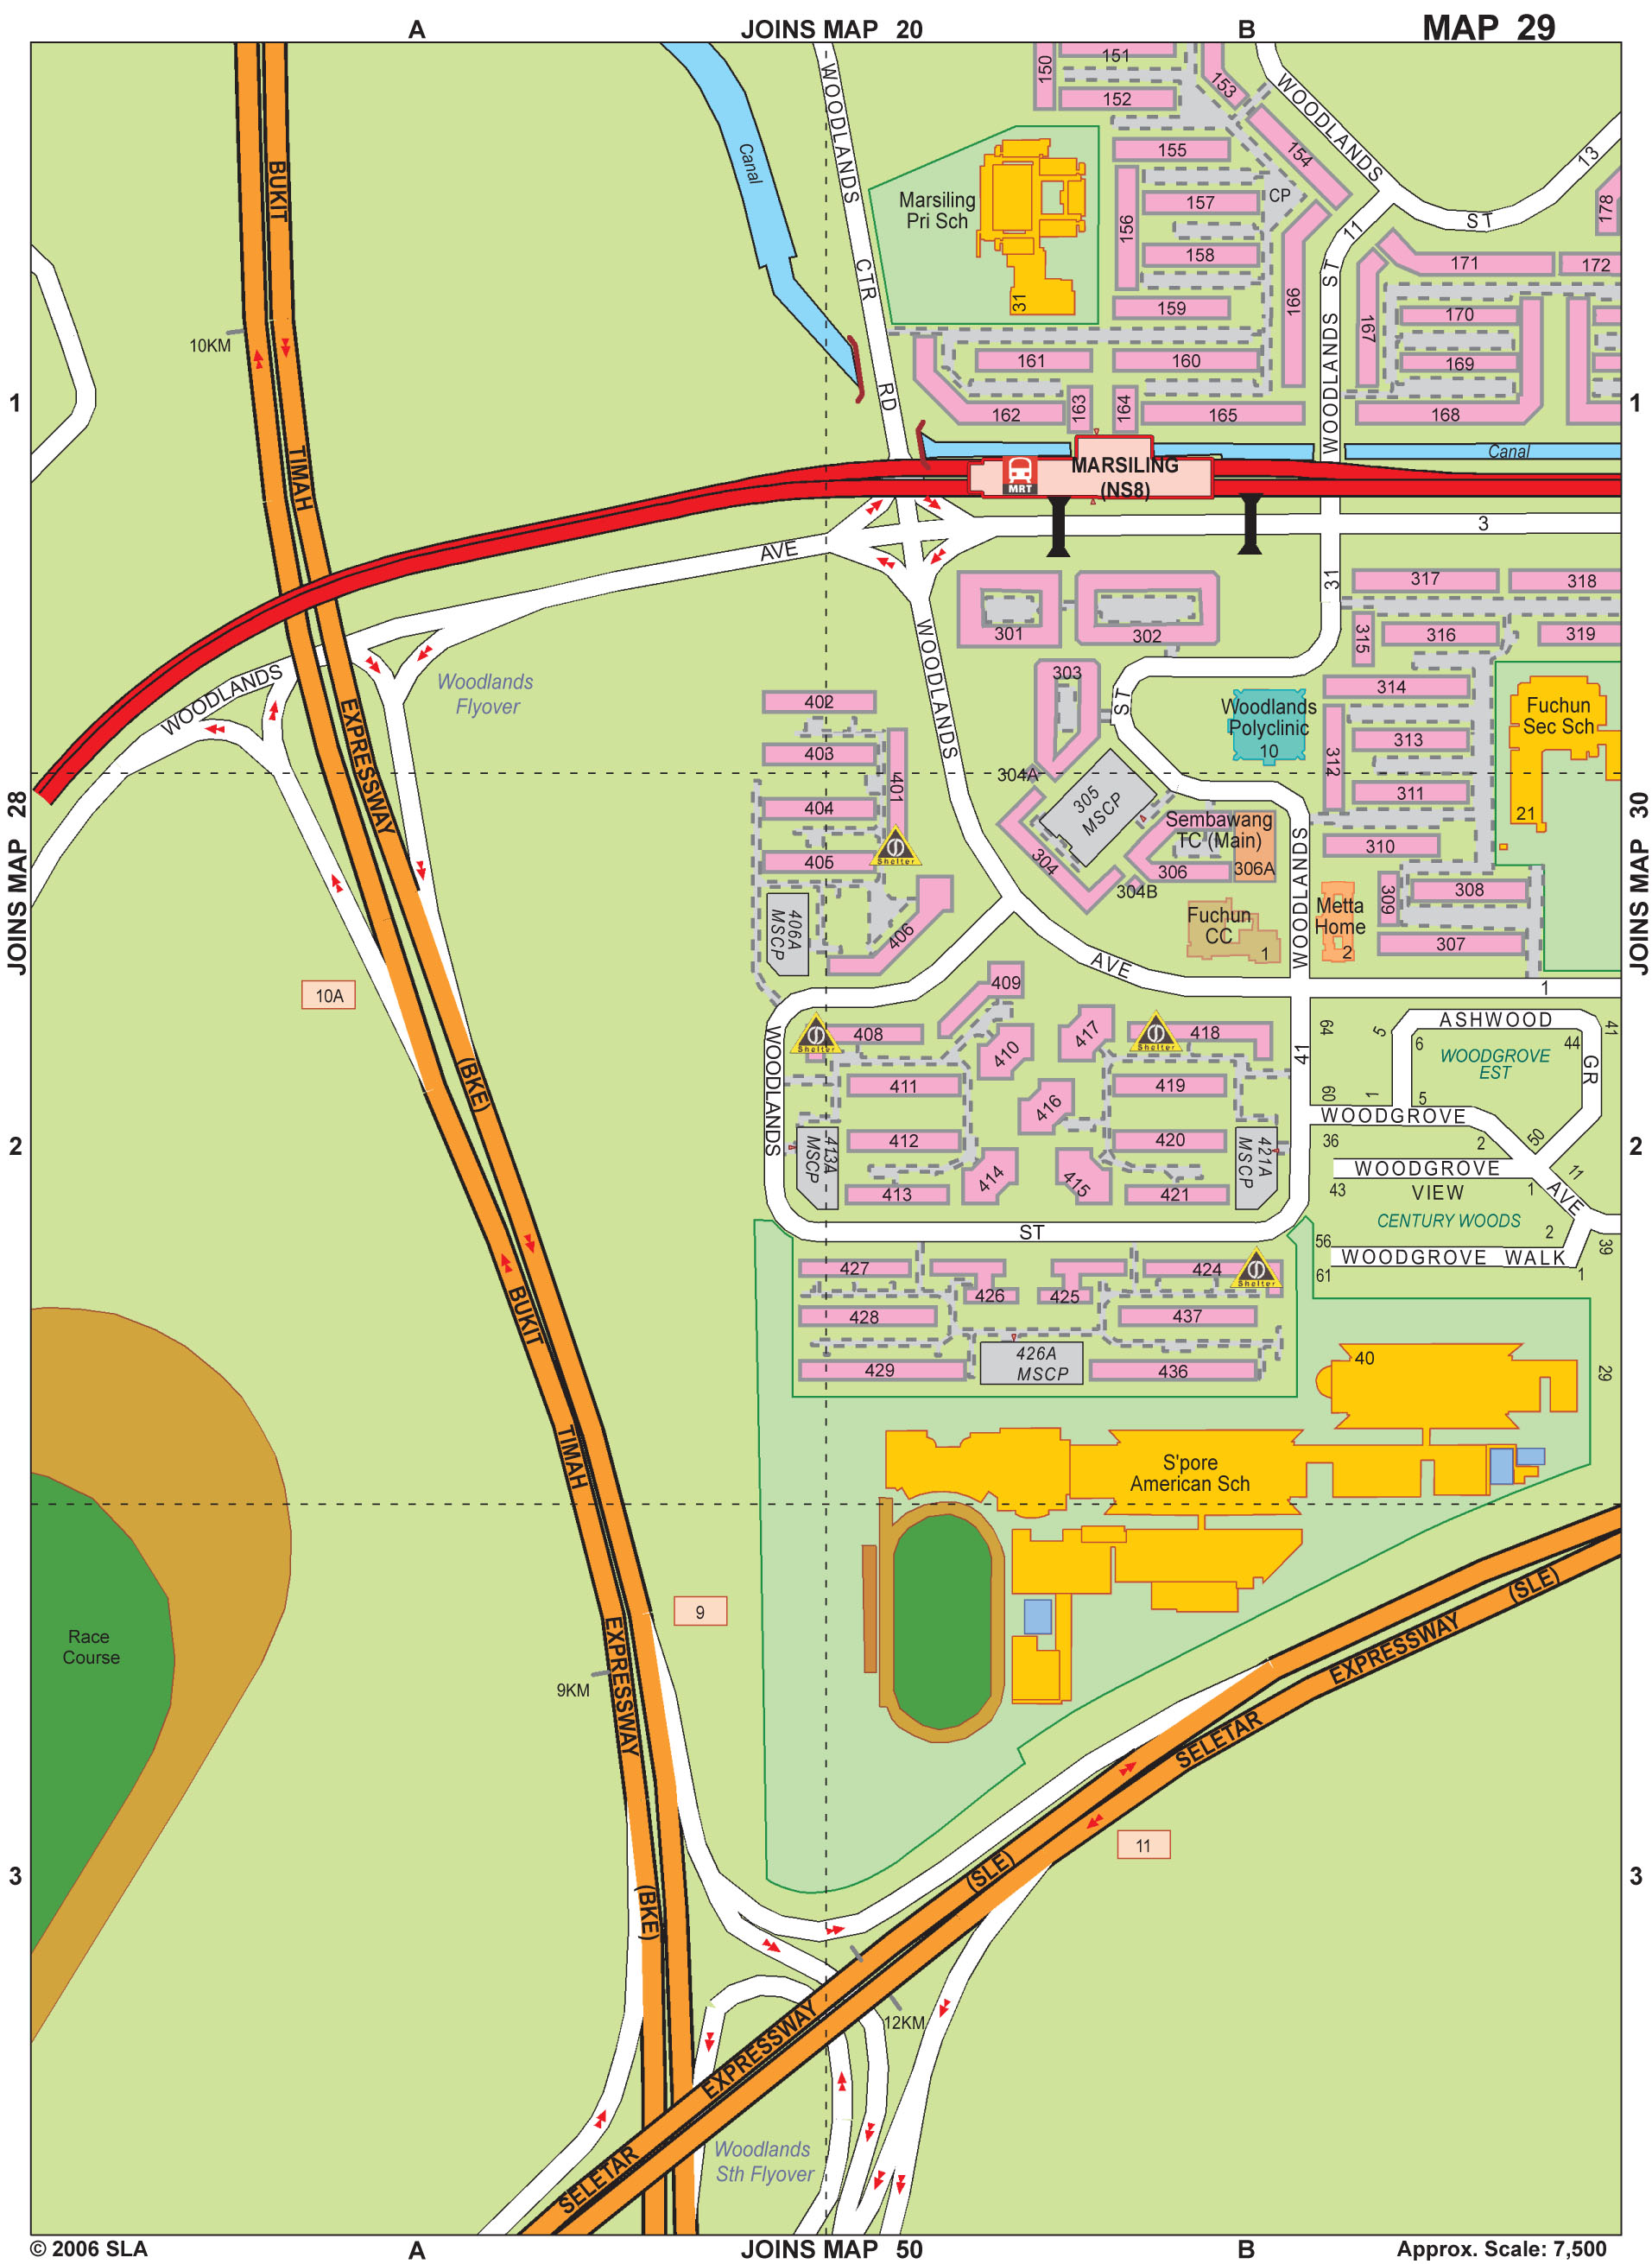 A
JOINS MAP 20
B
MAP 29
BUKIT
Canal
WOODLANDS
CTR
RD
150
151
152
153
WOODLANDS
154
13
ST
178
155
Marsiling
Pri Sch
156
157
CP
158
11
171
172
31
159
166
ST
167
170
10KM
161
160
169
162
163
164
165
WOODLANDS
168
1
1
TIMAH
Canal
MRT
MARSILING
(NS8)
3
AVE
31
317
318
301
302
315
316
319
WOODLANDS
303
ST
314
Woodlands
Flyover
WOODLANDS
EXPRESSWAY
402
Woodlands
Polyclinic
10
Fuchun
Sec Sch
313
403
312
401
304A
305
MSCP
311
404
Sembawang
TC (Main)
21
JOINS MAP 28
JOINS MAP 30
405
Shelter
304
306
306A
310
304B
308
309
406A
MSCP
406
Fuchun
CC
1
WOODLANDS
Metta
Home
2
307
10A
AVE
1
409
408
Shelter
417
Shelter
418
64
5
ASHWOOD
41
6
44
WOODLANDS
410
41
WOODGROVE
EST
GR
(BKE)
411
419
416
60
1
5
WOODGROVE
2
2
412
420
36
2
50
413A
MSCP
421A
MSCP
WOODGROVE
11
413
414
415
421
43
VIEW
1
AVE
CENTURY WOODS
2
ST
56
WOODGROVE WALK
39
61
1
427
426
425
424
Shelter
BUKIT
428
437
426A
MSCP
429
436
40
29
TIMAH
S'pore
American Sch
(SLE)
EXPRESSWAY
9
Race
Course
EXPRESSWAY
9KM
SELETAR
11
3
3
(SLE)
(BKE)
12KM
EXPRESSWAY
Woodlands
Sth Flyover
SELETAR
© 2006 SLA
A
JOINS MAP 50
B
Approx. Scale: 7,500